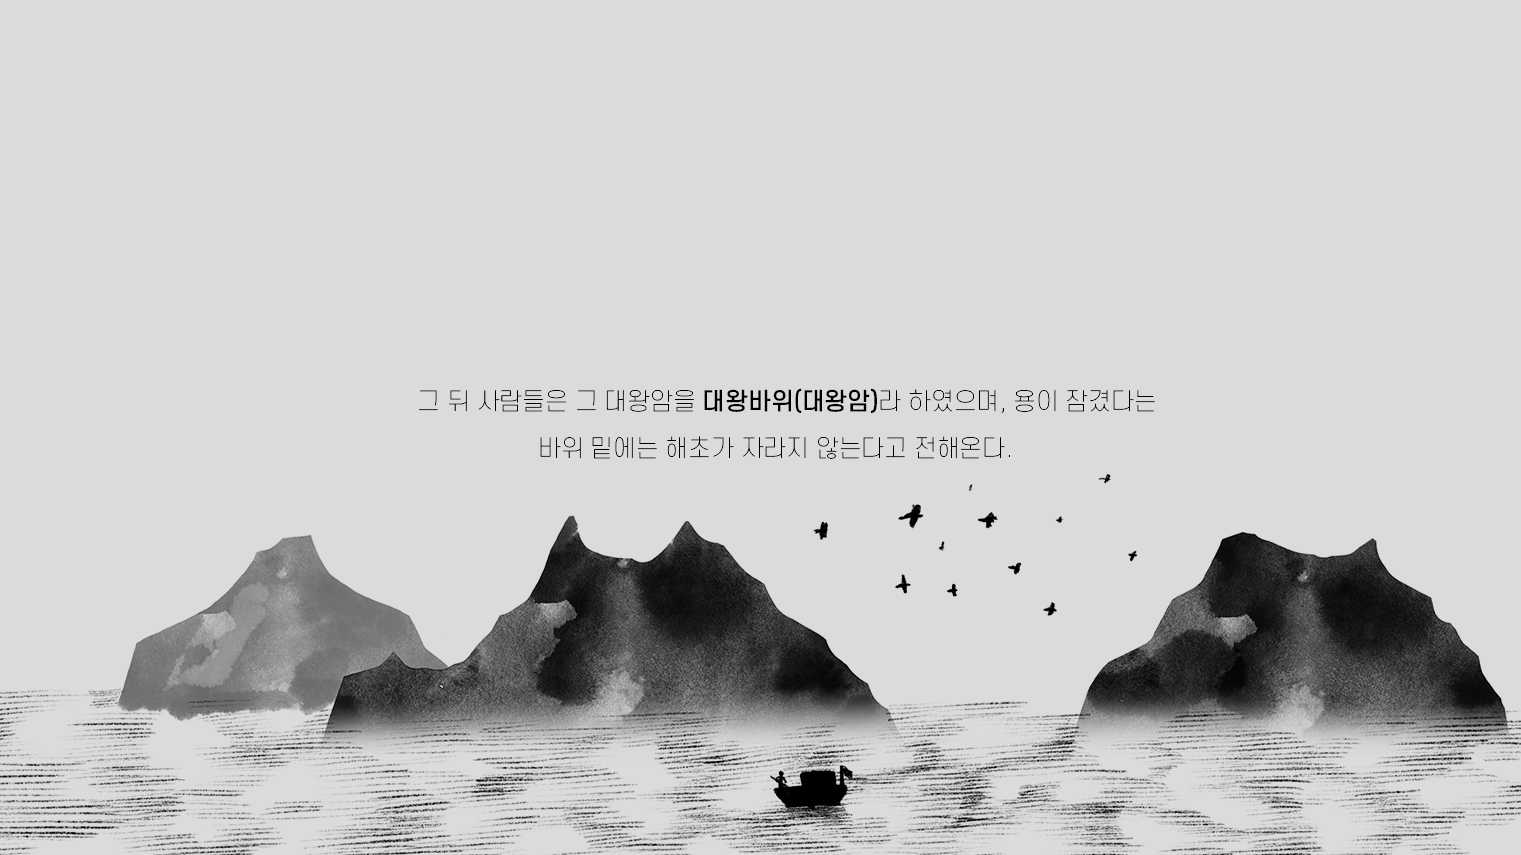 그 뒤 사람들은 그 대왕암을 대왕바위(대왕암)라 하였으며, 용이 잠겼다는
바위 밑에는 해초가 자라지 않는다고 전해온다.